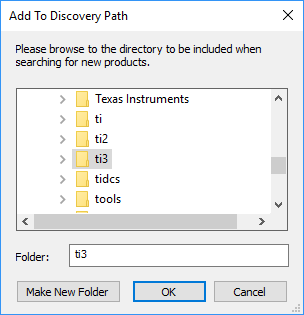 Add To Discovery Path
Please browse to the directory to be included when
searching for new products.
Texas Instruments
ti
ti2
ti3
tidcs
tools
Folder:
ti3
Make New Folder
OK
Cancel